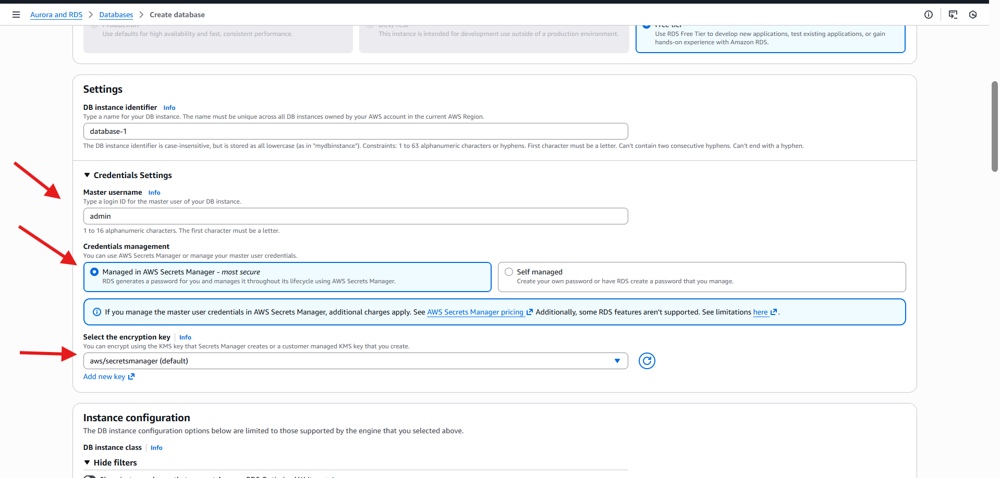 Aurora and RDS > Databases > Create database
Production
Dev/Test
Free tier
Use defaults for high availability and fast, consistent performance.
This instance is intended for development use outside of a production environment.
Use RDS Free Tier to develop new applications, test existing applications, or gain
hands-on experience with Amazon RDS.
Settings
DB instance identifier Info
Type a name for your DB instance. The name must be unique across all DB instances owned by your AWS account in the current AWS Region.
database-1
The DB instance identifier is case-insensitive, but is stored as all lowercase (as in "mydbinstance"). Constraints: 1 to 63 alphanumeric characters or hyphens. First character must be a letter. Can't contain two consecutive hyphens. Can't end with a hyphen.
Credentials Settings
Master username Info
Type a login ID for the master user of your DB instance.
admin
1 to 16 alphanumeric characters. The first character must be a letter.
Credentials management
You can use AWS Secrets Manager or manage your master user credentials.
Managed in AWS Secrets Manager - most secure
RDS generates a password for you and manages it throughout its lifecycle using AWS Secrets Manager.
Self managed
Create your own password or have RDS create a password that you manage.
If you manage the master user credentials in AWS Secrets Manager, additional charges apply. See AWS Secrets Manager pricing Additionally, some RDS features aren't supported. See limitations here .
Select the encryption key Info
You can encrypt using the KMS key that Secrets Manager creates or a customer managed KMS key that you create.
aws/secretsmanager (default)
Add new key
Instance configuration
The DB instance configuration options below are limited to those supported by the engine that you selected above.
DB instance class Info
Hide filters